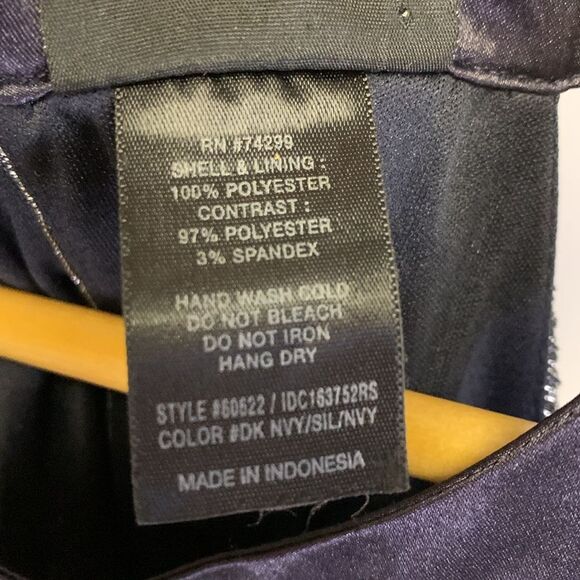 RN #74299
SHELL & LINING :
100% POLYESTER
CONTRAST :
97% POLYESTER
3% SPANDEX
HAND WASH COLD
DO NOT BLEACH
DO NOT IRON
HANG DRY
STYLE #60622 / IDC163752RS
COLOR #DK NVY/SIL/NVY
MADE IN INDONESIA